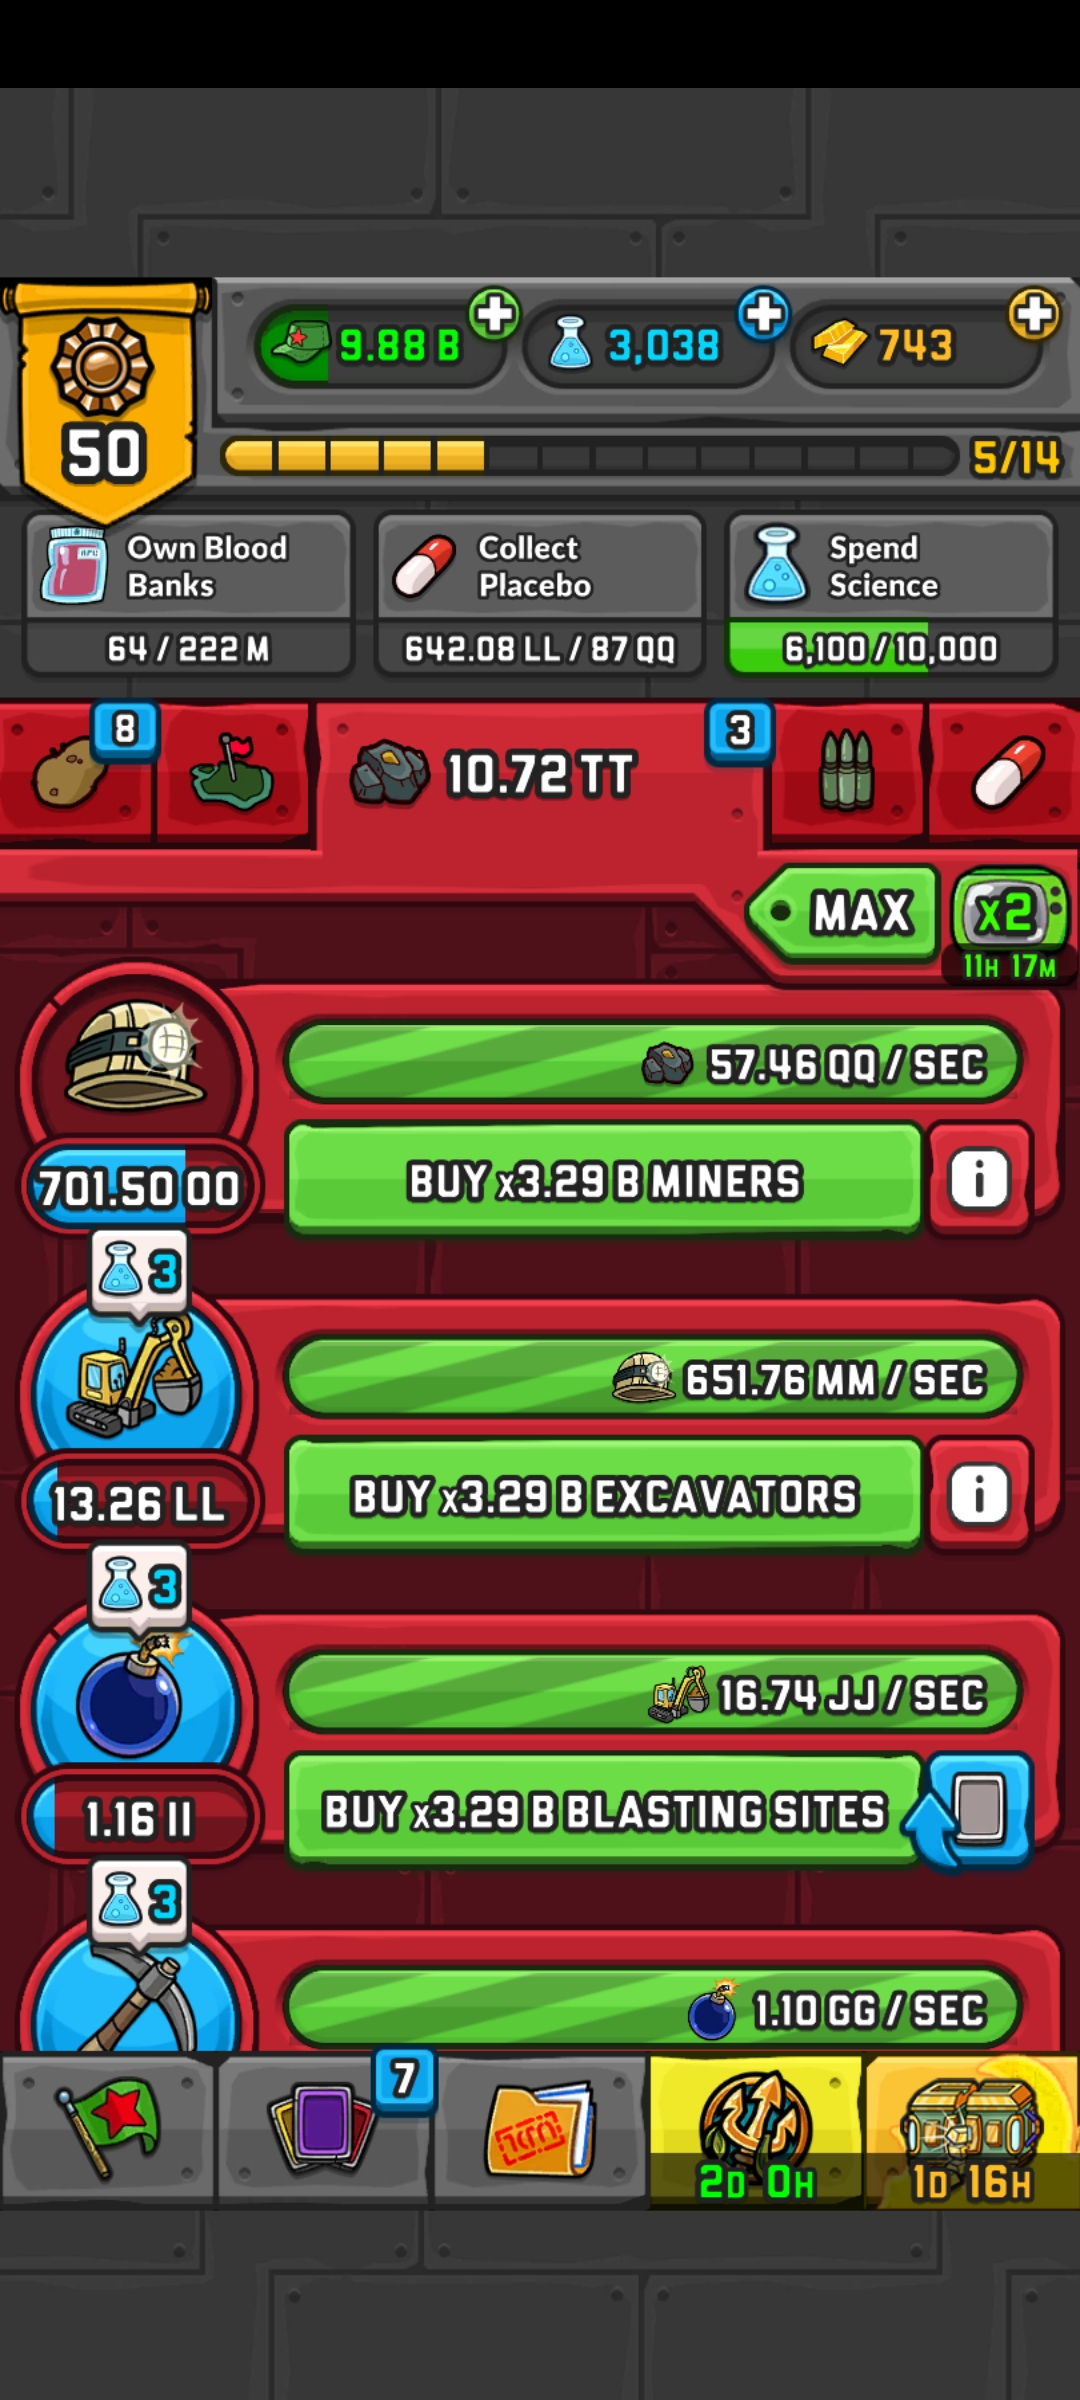 50
9.88 B
3,038
743
5/14
Own Blood
Banks
64 / 222 M
Collect
Placebo
642.08 LL / 87 QQ
Spend
Science
6,100 / 10,000
8
10.72 TT
3
MAX
x2
11H 17M
57.46 QQ / SEC
701.50 OO
BUY x3.29 B MINERS
i
3
651.76 MM / SEC
13.26 LL
BUY x3.29 B EXCAVATORS
i
3
16.74 JJ / SEC
1.16 II
BUY x3.29 B BLASTING SITES
3
1.10 GG / SEC
7
2D 0H
1D 16H